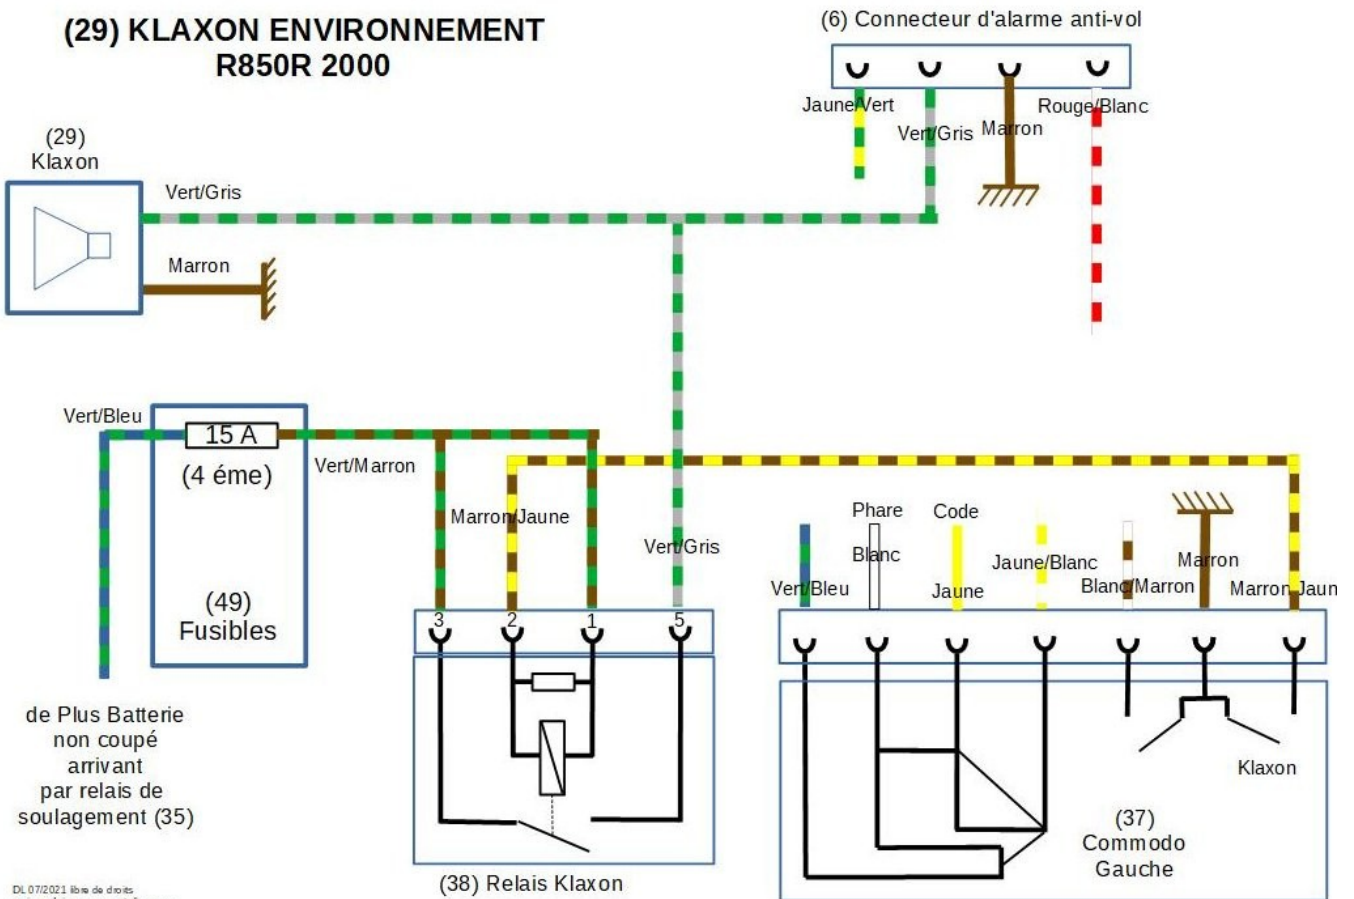 (29) KLAXON ENVIRONNEMENT
R850R 2000
(6) Connecteur d'alarme anti-vol
Jaune/Vert
Vert/Gris
Marron
Rouge/Blanc
(29)
Klaxon
Vert/Gris
Marron
Vert/Bleu
15 A
(4 éme)
Vert/Marron
(49)
Fusibles
Marron/Jaune
Vert/Gris
Phare
Code
Blanc
Jaune/Blanc
Marron
Vert/Bleu
Jaune
Blanc/Marron
Marron Jaun
3
2
1
5
de Plus Batterie
non coupé
arrivant
par relais de
soulagement (35)
Klaxon
(37)
Commodo
Gauche
(38) Relais Klaxon
DL 07/2021 libre de droits